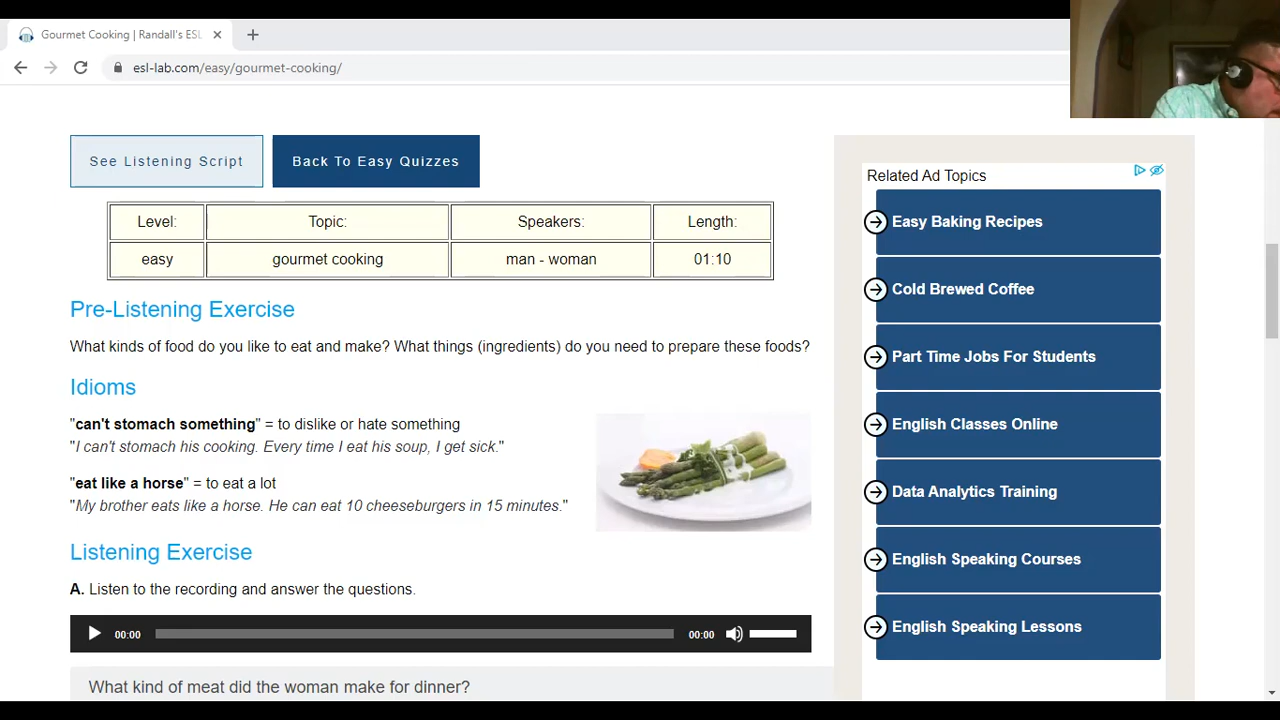 Gourmet Cooking | Randall's ESL
esl-lab.com/easy/gourmet-cooking/
See Listening Script
Back To Easy Quizzes
Level: Topic: Speakers: Length:
easy gourmet cooking man - woman 01:10
Pre-Listening Exercise
What kinds of food do you like to eat and make? What things (ingredients) do you need to prepare these foods?
Idioms
"can't stomach something" = to dislike or hate something
"I can't stomach his cooking. Every time I eat his soup, I get sick."
"eat like a horse" = to eat a lot
"My brother eats like a horse. He can eat 10 cheeseburgers in 15 minutes."
Listening Exercise
A. Listen to the recording and answer the questions.
00:00 00:00
What kind of meat did the woman make for dinner?
Related Ad Topics
Easy Baking Recipes
Cold Brewed Coffee
Part Time Jobs For Students
English Classes Online
Data Analytics Training
English Speaking Courses
English Speaking Lessons